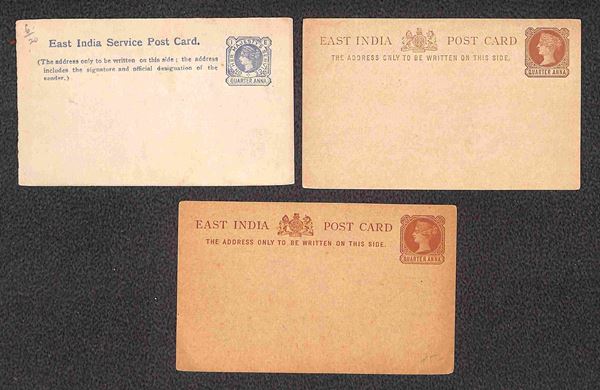 6/2
East India Service Post Card.
(The address only to be written on this side; the address
includes the signature and official designation of the
sender.)
QUARTER ANNA
EAST INDIA POST CARD
THE ADDRESS ONLY TO BE WRITTEN ON THIS SIDE.
QUARTER ANNA
EAST INDIA POST CARD
THE ADDRESS ONLY TO BE WRITTEN ON THIS SIDE.
QUARTER ANNA